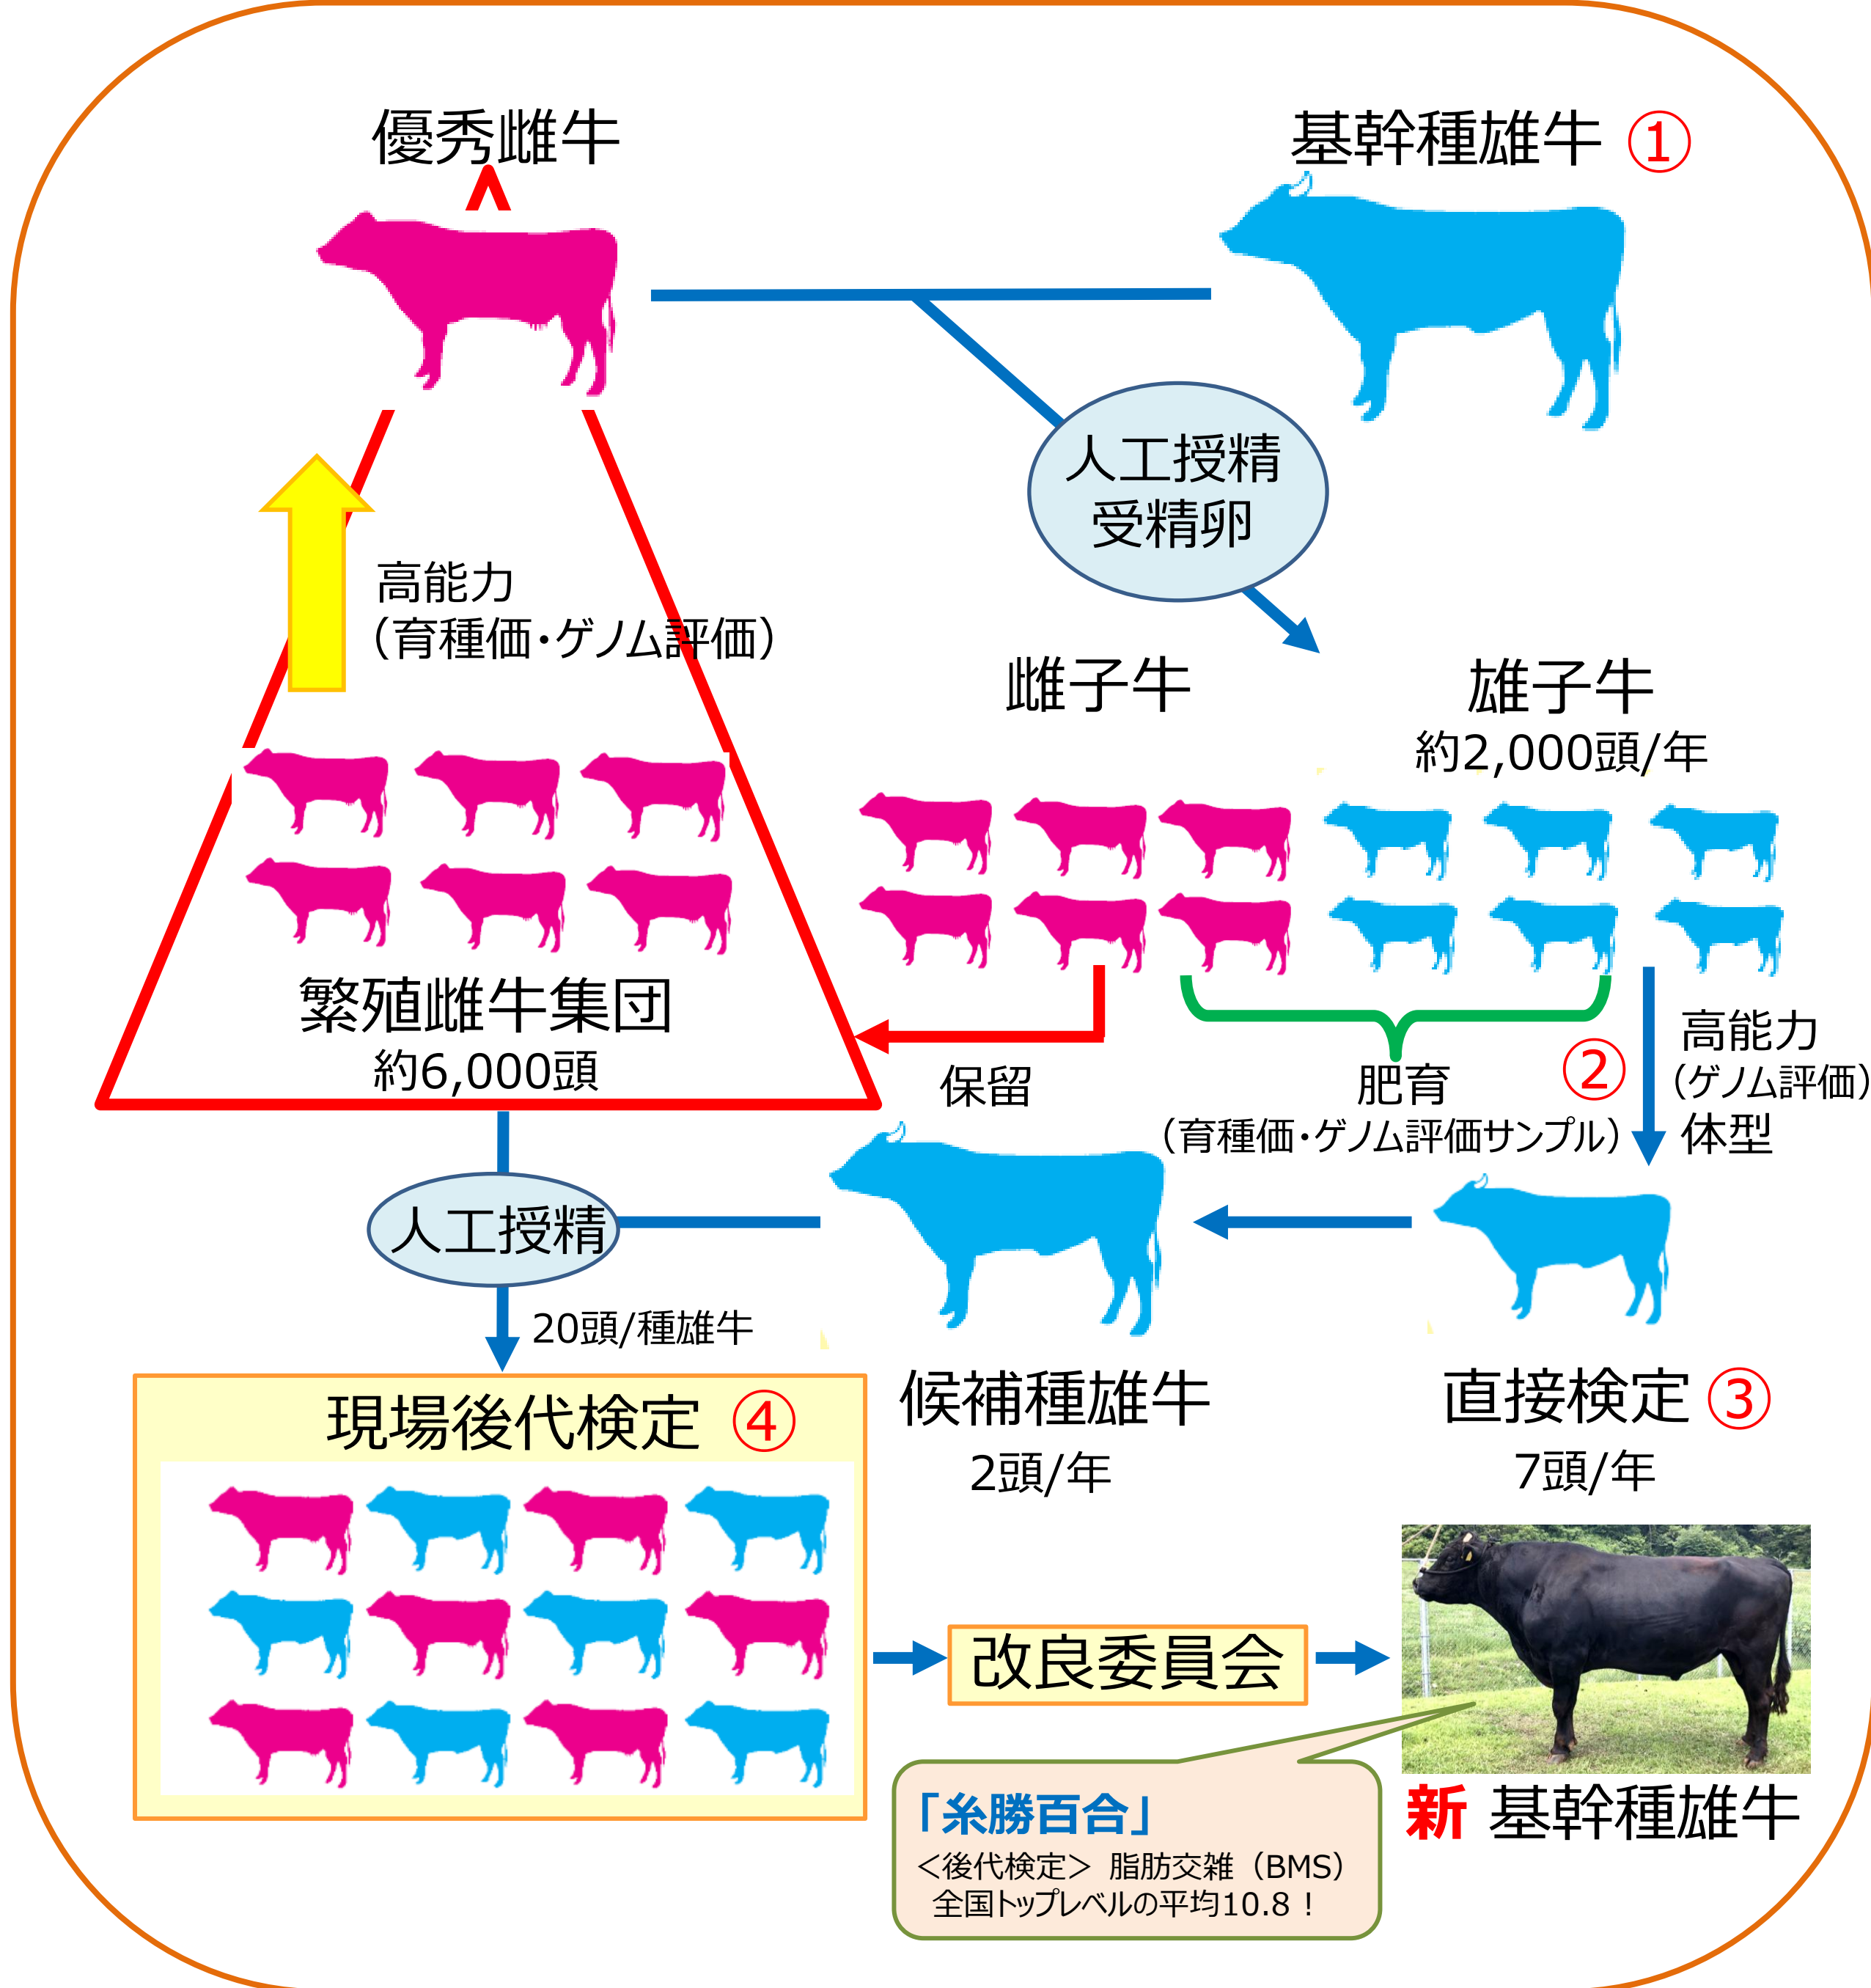 優秀雌牛
基幹種雄牛 ①
人工授精
受精卵
高能力
（育種価・ゲノム評価）
雌子牛
雄子牛
約2,000頭/年
繁殖雌牛集団
約6,000頭
保留
肥育
（育種価・ゲノム評価サンプル）
②
高能力
（ゲノム評価）
体型
人工授精
20頭/種雄牛
候補種雄牛
2頭/年
直接検定 ③
7頭/年
現場後代検定 ④
改良委員会
新 基幹種雄牛
「糸勝百合」
＜後代検定＞ 脂肪交雑（BMS）
全国トップレベルの平均10.8！